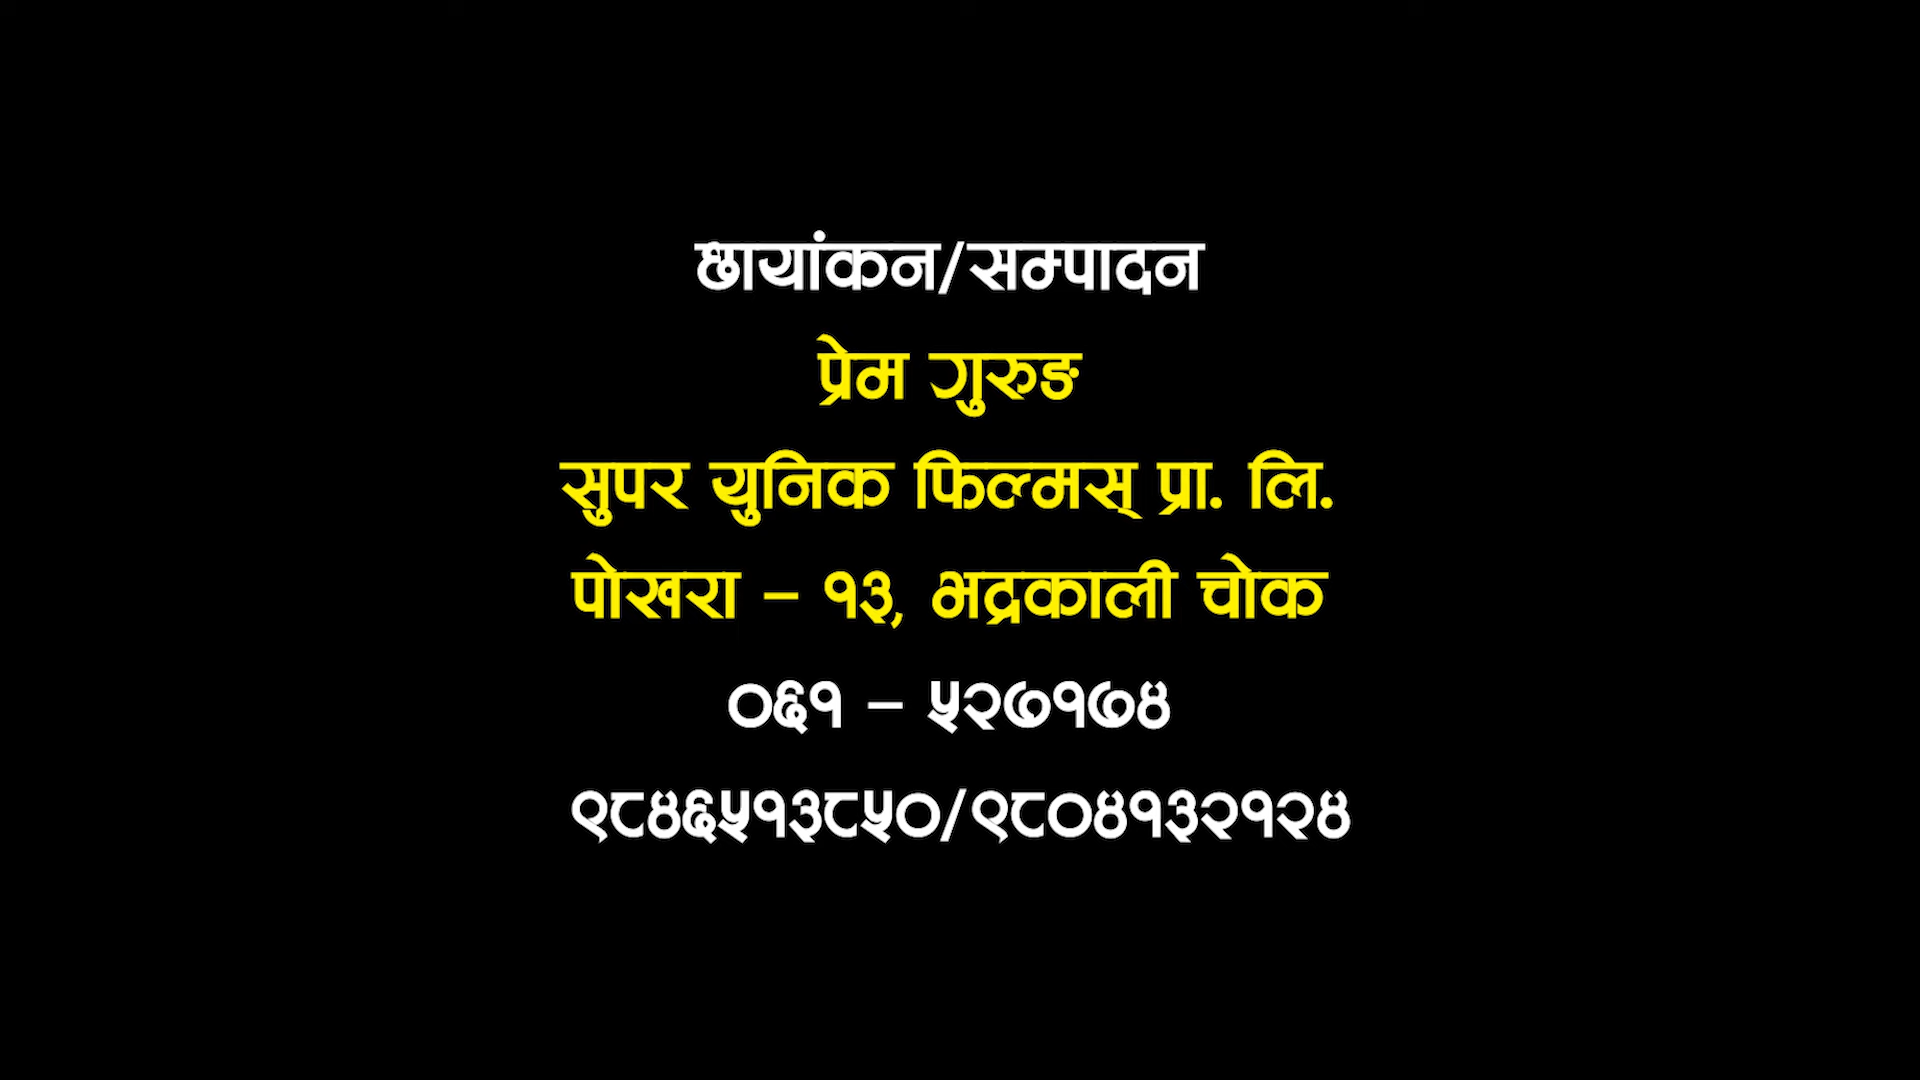 छायांकन/सम्पादन
प्रेम गुरुङ
सुपर युनिक फिल्मस् प्रा. लि.
पोखरा – १३, भद्रकाली चोक
०६१ – ५२७१७४
९८४६५१३८५०/९८०४१३२१२४